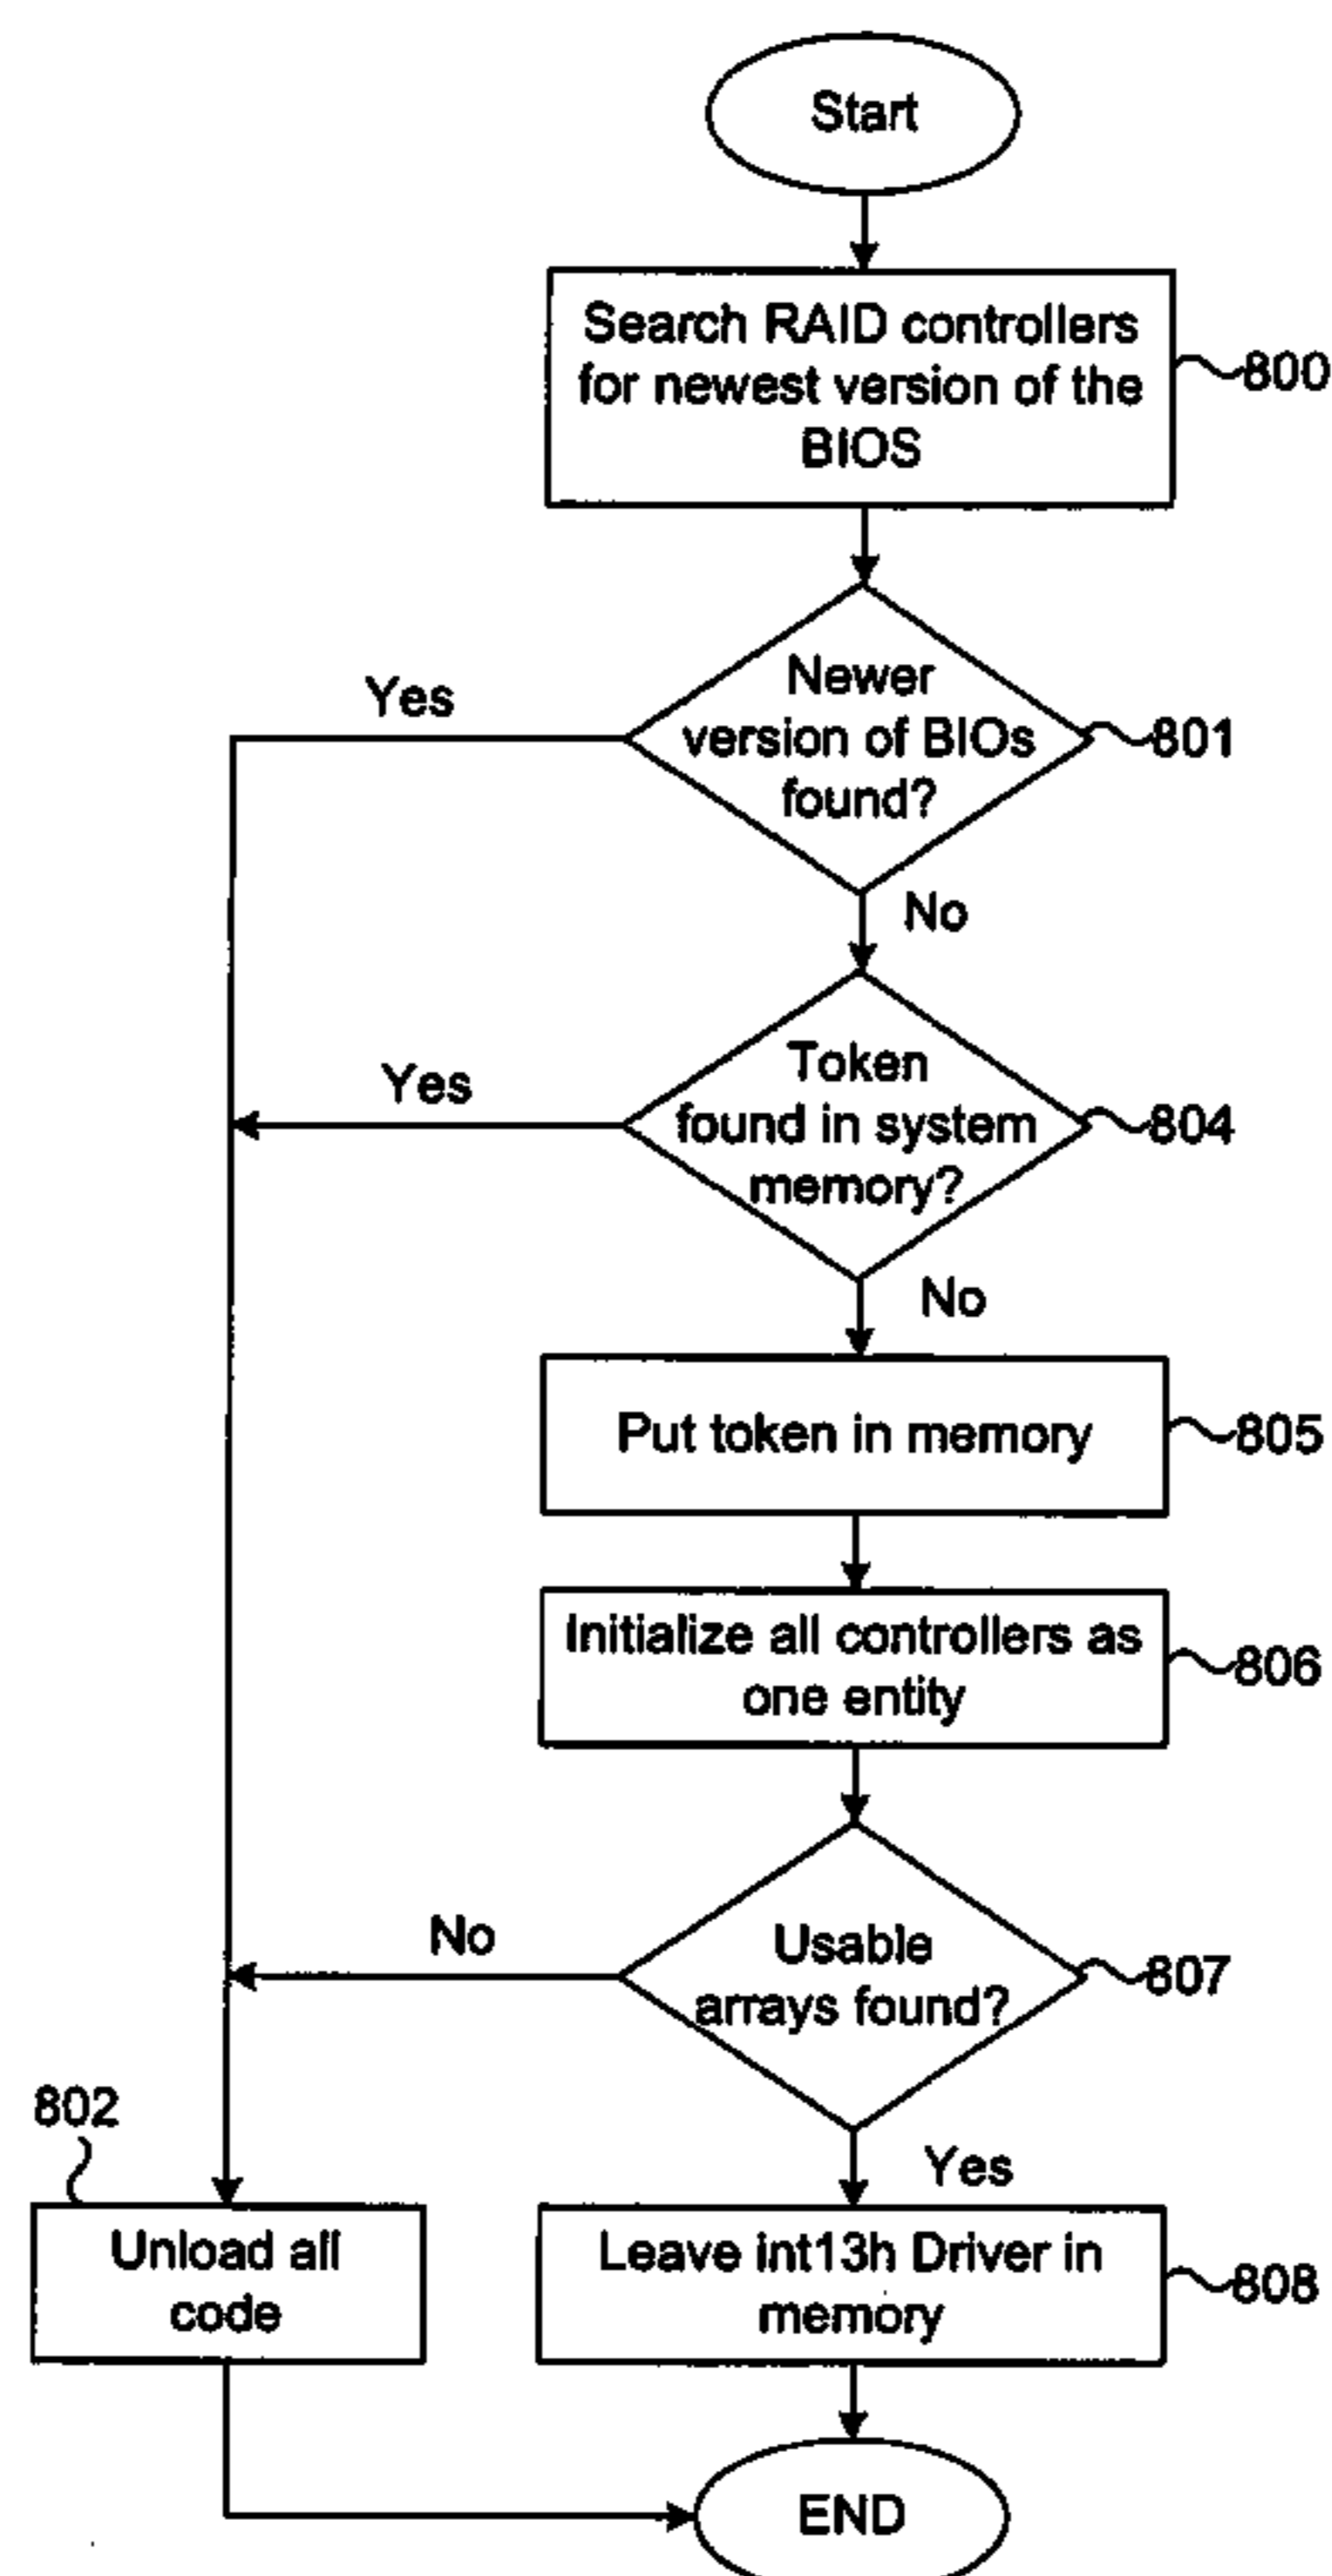 Start
Search RAID controllers
for newest version of the
BIOS
800
Newer
version of BIOs
found?
801
Yes
No
Token
found in system
memory?
804
Yes
No
Put token in memory
805
Initialize all controllers as
one entity
806
Usable
arrays found?
807
No
Yes
802
Unload all
code
Leave int13h Driver in
memory
808
END